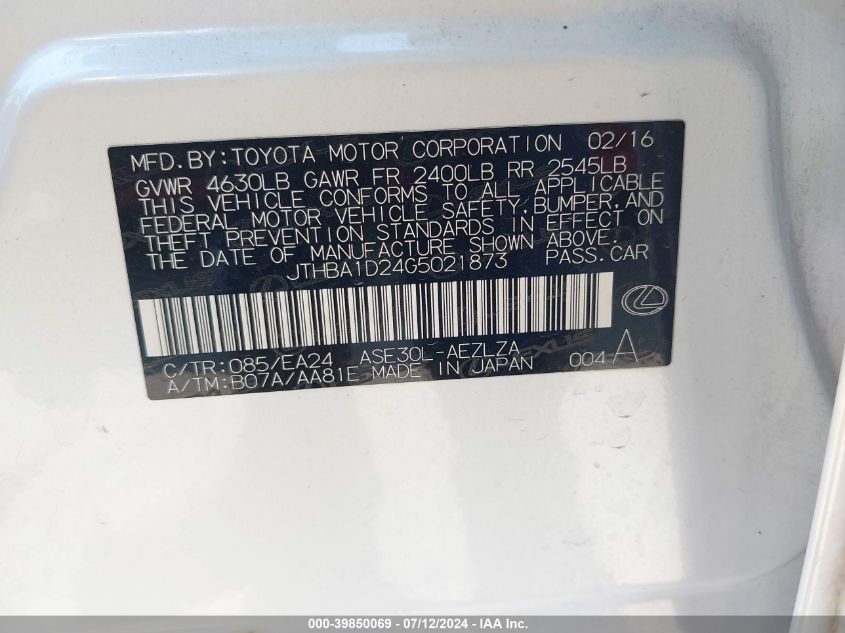 MFD.BY:TOYOTA MOTOR CORPORATION 02/16
GVWR 4630LB GAWR FR 2400LB RR 2545LB
THIS VEHICLE CONFORMS TO ALL APPLICABLE
FEDERAL MOTOR VEHICLE SAFETY, BUMPER, AND
THEFT PREVENTION STANDARDS IN EFFECT ON
THE DATE OF MANUFACTURE SHOWN ABOVE.
JTHBA1D24G5021873 PASS.CAR
C/TR:085/EA24 ASE30L-AEZLZA
A/TM:B07A/AA81E MADE IN JAPAN 004 A
000-39850069 - 07/12/2024 - IAA Inc.